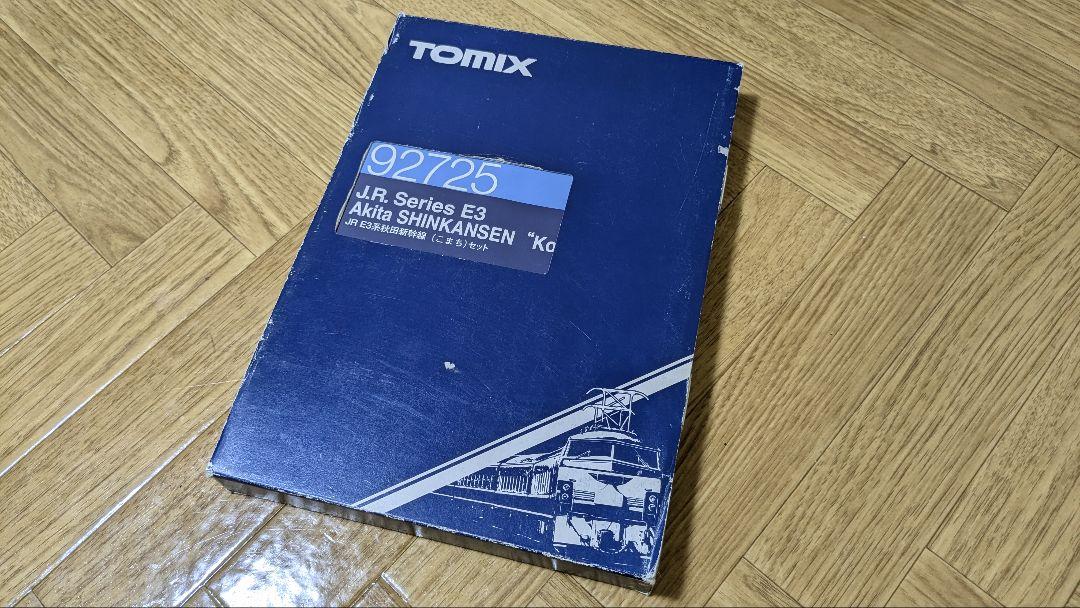 TOMIX
92725
J.R. Series E3
Akita SHINKANSEN “Ko
JR E3系秋田新幹線（こまち）セット